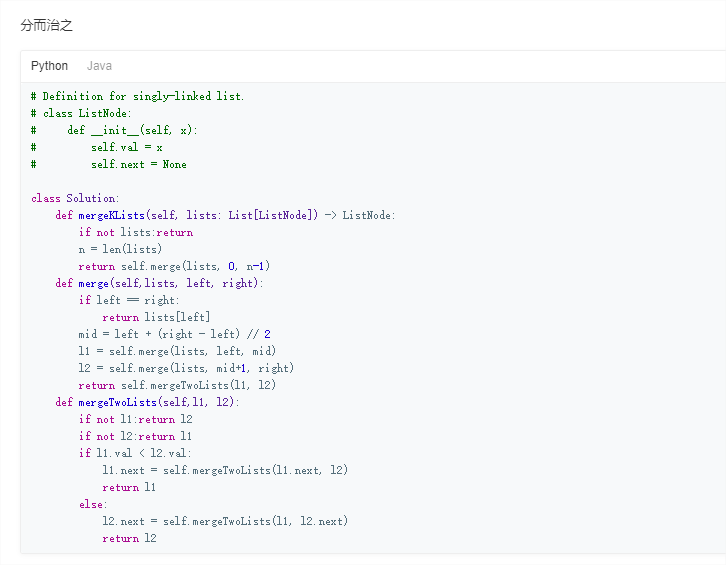 分而治之
Python Java
# Definition for singly-linked list.
# class ListNode:
#     def __init__(self, x):
#         self.val = x
#         self.next = None
class Solution:
    def mergeKLists(self, lists: List[ListNode]) -> ListNode:
        if not lists:return
        n = len(lists)
        return self.merge(lists, 0, n-1)
    def merge(self,lists, left, right):
        if left == right:
            return lists[left]
        mid = left + (right - left) // 2
        l1 = self.merge(lists, left, mid)
        l2 = self.merge(lists, mid+1, right)
        return self.mergeTwoLists(l1, l2)
    def mergeTwoLists(self,l1, l2):
        if not l1:return l2
        if not l2:return l1
        if l1.val < l2.val:
            l1.next = self.mergeTwoLists(l1.next, l2)
            return l1
        else:
            l2.next = self.mergeTwoLists(l1, l2.next)
            return l2